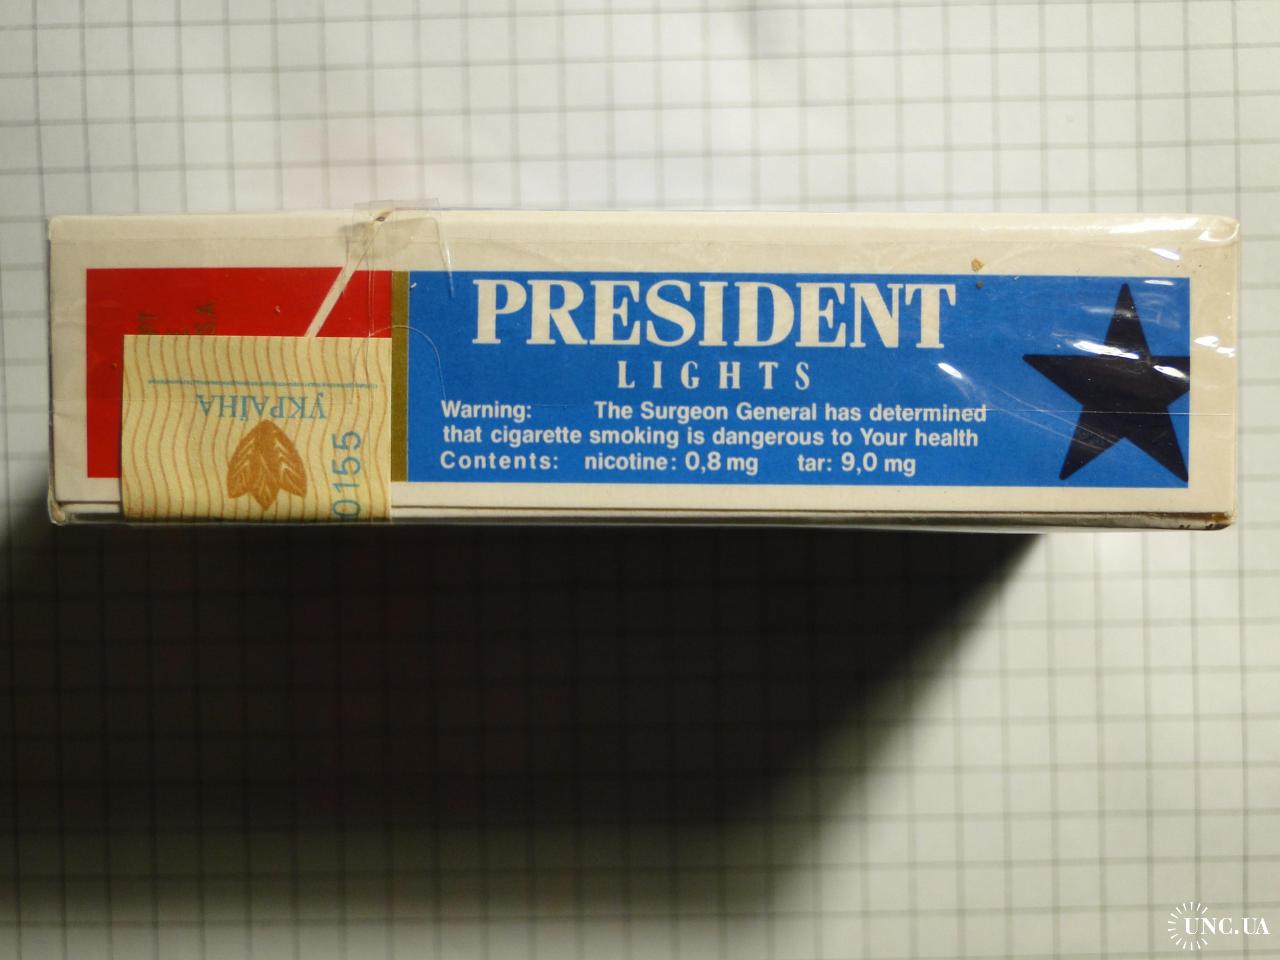 PRESIDENT
LIGHTS
Warning: The Surgeon General has determined
that cigarette smoking is dangerous to Your health
Contents: nicotine: 0,8 mg tar: 9,0 mg
УКРАЇНА
0155
UNC.UA